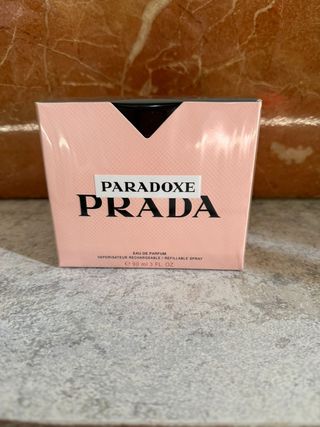 PARADOXE
PRADA
EAU DE PARFUM
VAPORISATEUR RECHARGEABLE / REFILLABLE SPRAY
℮ 90 ml 3 FL. OZ